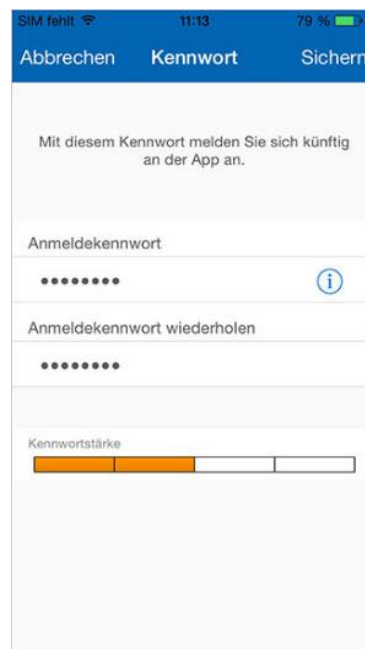 SIM fehlt 11:13 79 %
Abbrechen Kennwort Sichern
Mit diesem Kennwort melden Sie sich künftig
an der App an.
Anmeldekennwort
••••••••
Anmeldekennwort wiederholen
••••••••
Kennwortstärke